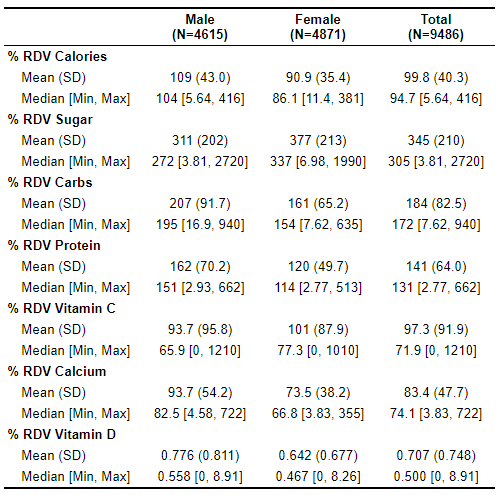 Male Female Total
(N=4615) (N=4871) (N=9486)
% RDV Calories
Mean (SD) 109 (43.0) 90.9 (35.4) 99.8 (40.3)
Median [Min, Max] 104 [5.64, 416] 86.1 [11.4, 381] 94.7 [5.64, 416]
% RDV Sugar
Mean (SD) 311 (202) 377 (213) 345 (210)
Median [Min, Max] 272 [3.81, 2720] 337 [6.98, 1990] 305 [3.81, 2720]
% RDV Carbs
Mean (SD) 207 (91.7) 161 (65.2) 184 (82.5)
Median [Min, Max] 195 [16.9, 940] 154 [7.62, 635] 172 [7.62, 940]
% RDV Protein
Mean (SD) 162 (70.2) 120 (49.7) 141 (64.0)
Median [Min, Max] 151 [2.93, 662] 114 [2.77, 513] 131 [2.77, 662]
% RDV Vitamin C
Mean (SD) 93.7 (95.8) 101 (87.9) 97.3 (91.9)
Median [Min, Max] 65.9 [0, 1210] 77.3 [0, 1010] 71.9 [0, 1210]
% RDV Calcium
Mean (SD) 93.7 (54.2) 73.5 (38.2) 83.4 (47.7)
Median [Min, Max] 82.5 [4.58, 722] 66.8 [3.83, 355] 74.1 [3.83, 722]
% RDV Vitamin D
Mean (SD) 0.776 (0.811) 0.642 (0.677) 0.707 (0.748)
Median [Min, Max] 0.558 [0, 8.91] 0.467 [0, 8.26] 0.500 [0, 8.91]